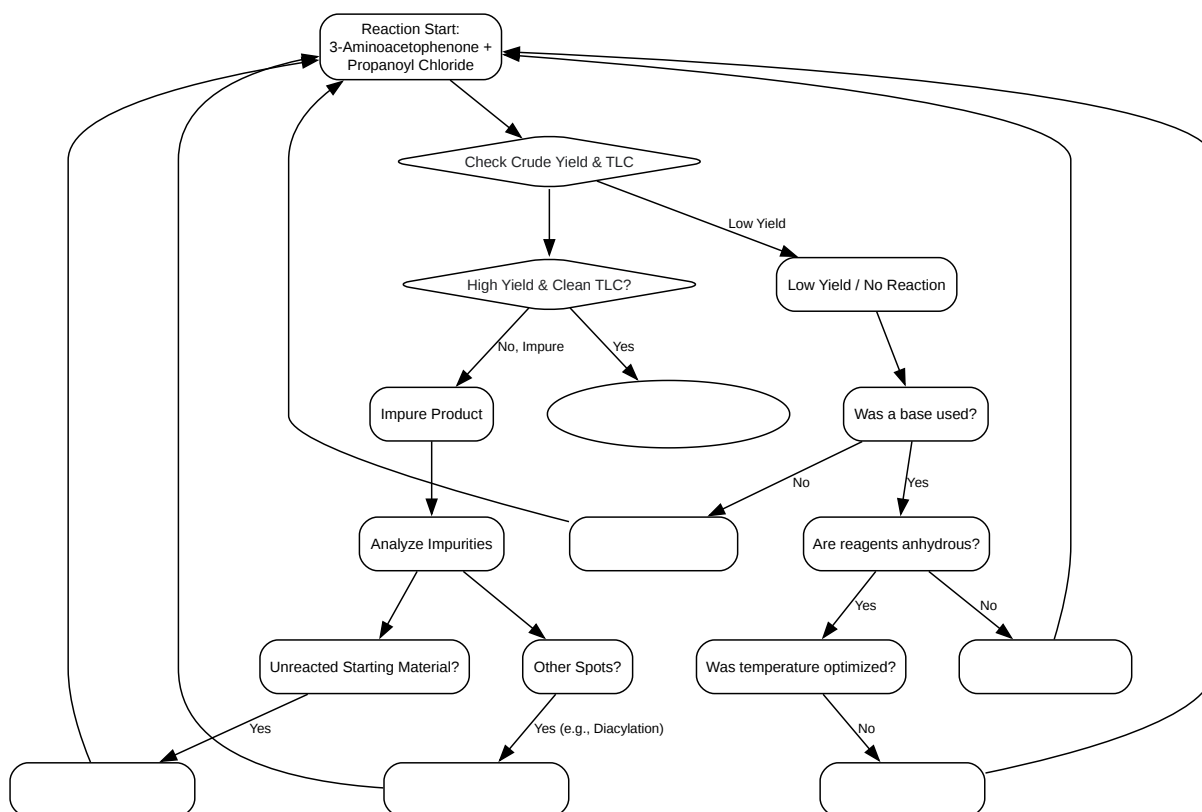 Reaction Start:
3-Aminoacetophenone +
Propanoyl Chloride
Check Crude Yield & TLC
Low Yield
High Yield & Clean TLC?
Low Yield / No Reaction
No, Impure
Yes
Impure Product
Was a base used?
No
Yes
Analyze Impurities
Are reagents anhydrous?
Yes
No
Unreacted Starting Material?
Other Spots?
Was temperature optimized?
Yes
Yes (e.g., Diacylation)
No